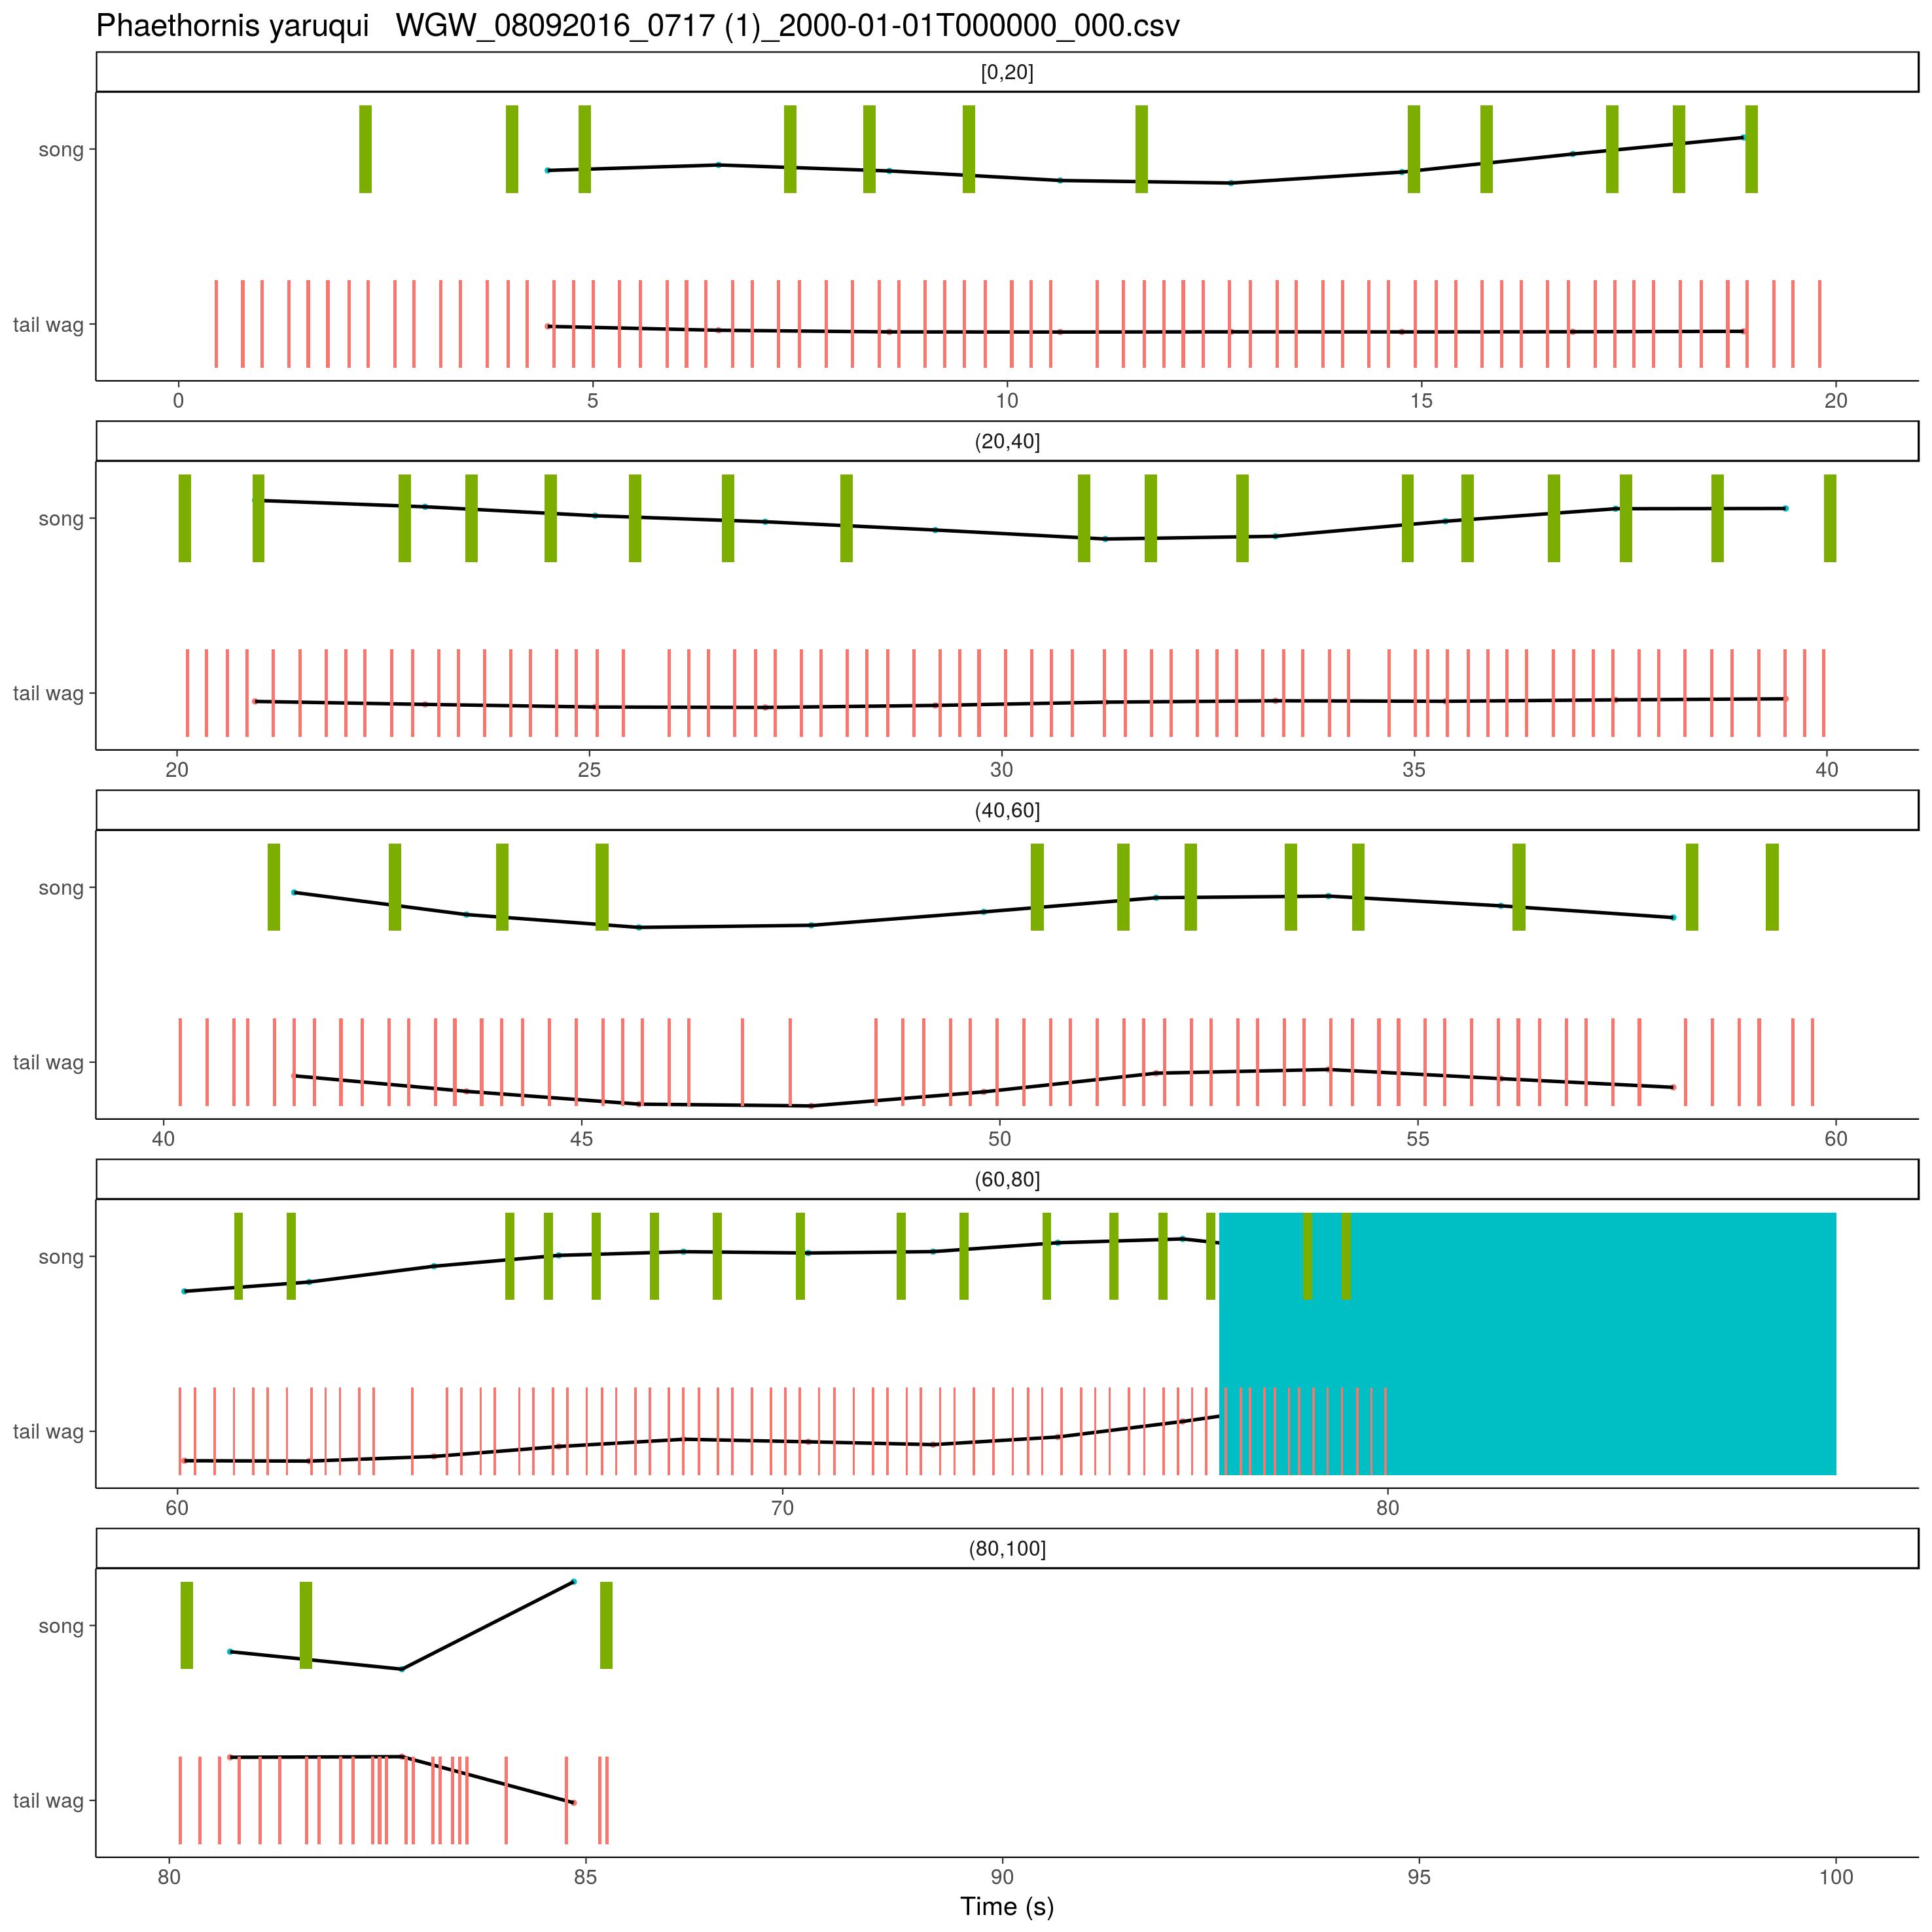 Phaethornis yaruqui   WGW_08092016_0717 (1)_2000-01-01T000000_000.csv
[0,20]
song
tail wag
0 5 10 15 20
(20,40]
song
tail wag
20 25 30 35 40
(40,60]
song
tail wag
40 45 50 55 60
(60,80]
song
tail wag
60 70 80
(80,100]
song
tail wag
80 85 90 95 100
Time (s)